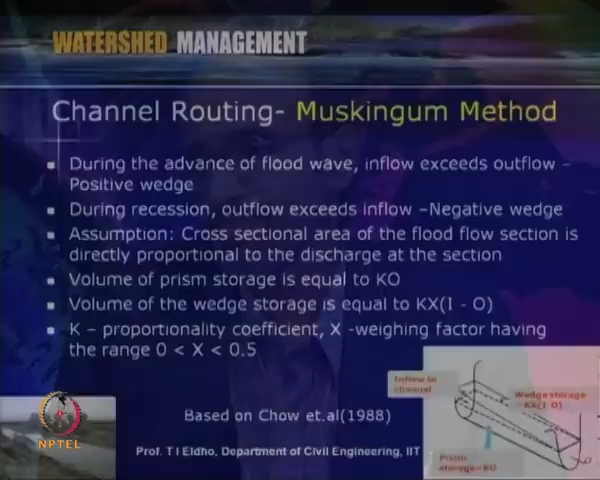 WATERSHED MANAGEMENT
Channel Routing- Muskingum Method
During the advance of flood wave, inflow exceeds outflow –
Positive wedge
During recession, outflow exceeds inflow –Negative wedge
Assumption: Cross sectional area of the flood flow section is
directly proportional to the discharge at the section
Volume of prism storage is equal to KO
Volume of the wedge storage is equal to KX(I - O)
K – proportionality coefficient, X -weighing factor having
the range 0 < X < 0.5
Inflow to
channel
Wedge storage
= KX(I-O)
Prism
storage=KO
Based on Chow et.al(1988)
NPTEL
Prof. T I Eldho, Department of Civil Engineering, IIT